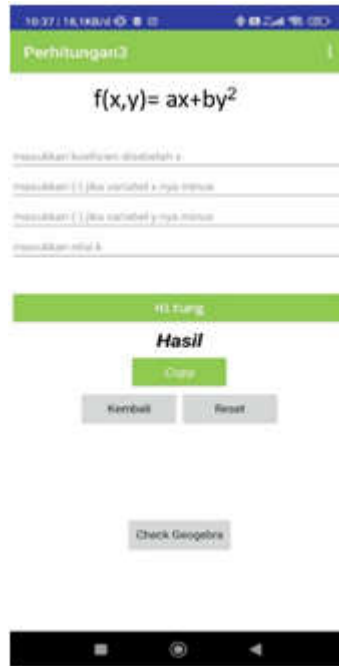 Perhitungan3
f(x,y)= ax+by²
masukkan koefisien disebelah x
masukkan (-) jika variabel x nya minus
masukkan (-) jika variabel y nya minus
masukkan nilai k
Hitung
Hasil
Copy
Kembali
Reset
Check Geogebra